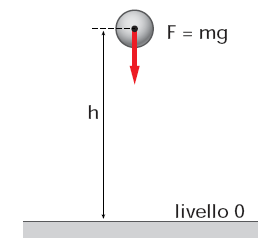 F = mg
h
livello 0